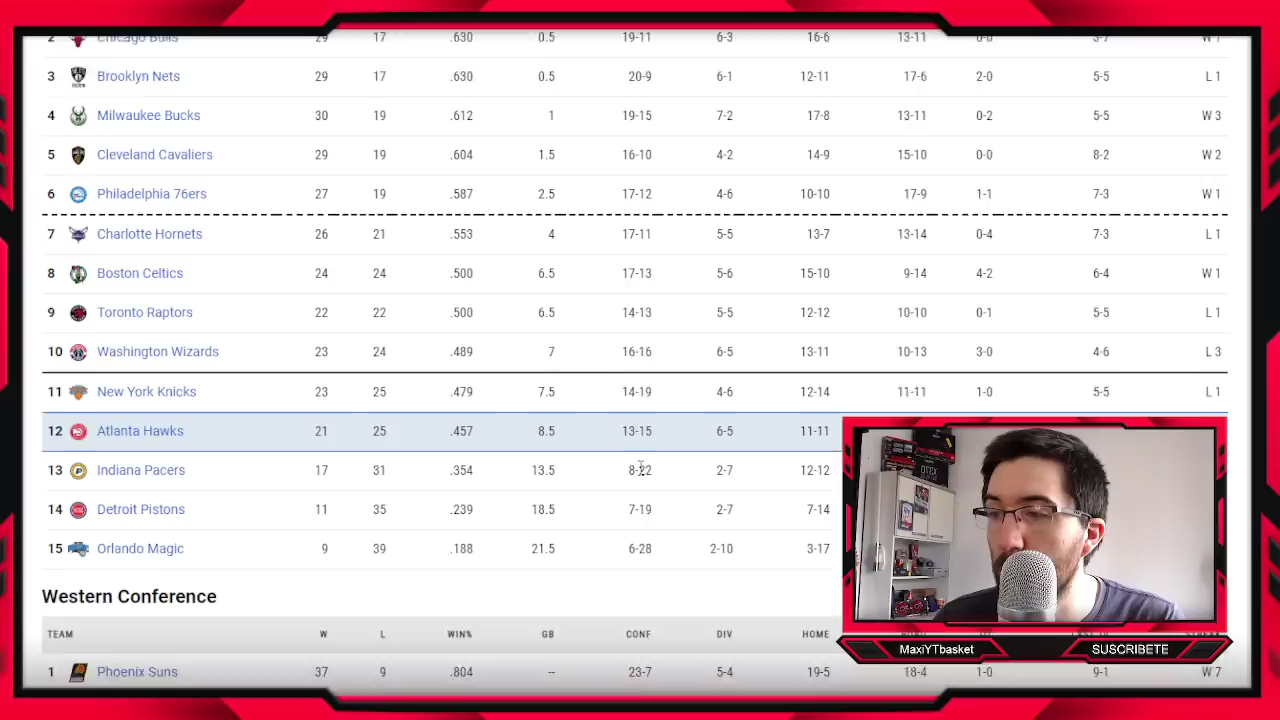 2 Chicago Bulls 29 17 .630 0.5 19-11 6-3 16-6 13-11 0-0 3-7 W 1
3 Brooklyn Nets 29 17 .630 0.5 20-9 6-1 12-11 17-6 2-0 5-5 L 1
4 Milwaukee Bucks 30 19 .612 1 19-15 7-2 17-8 13-11 0-2 5-5 W 3
5 Cleveland Cavaliers 29 19 .604 1.5 16-10 4-2 14-9 15-10 0-0 8-2 W 2
6 Philadelphia 76ers 27 19 .587 2.5 17-12 4-6 10-10 17-9 1-1 7-3 W 1
7 Charlotte Hornets 26 21 .553 4 17-11 5-5 13-7 13-14 0-4 7-3 L 1
8 Boston Celtics 24 24 .500 6.5 17-13 5-6 15-10 9-14 4-2 6-4 W 1
9 Toronto Raptors 22 22 .500 6.5 14-13 5-5 12-12 10-10 0-1 5-5 L 1
10 Washington Wizards 23 24 .489 7 16-16 6-5 13-11 10-13 3-0 4-6 L 3
11 New York Knicks 23 25 .479 7.5 14-19 4-6 12-14 11-11 1-0 5-5 L 1
12 Atlanta Hawks 21 25 .457 8.5 13-15 6-5 11-11
13 Indiana Pacers 17 31 .354 13.5 8-22 2-7 12-12
14 Detroit Pistons 11 35 .239 18.5 7-19 2-7 7-14
15 Orlando Magic 9 39 .188 21.5 6-28 2-10 3-17
Western Conference
TEAM W L WIN% GB CONF DIV HOME
1 Phoenix Suns 37 9 .804 -- 23-7 5-4 19-5 18-4 1-0 9-1 W 7
MaxiYTbasket SUSCRIBETE